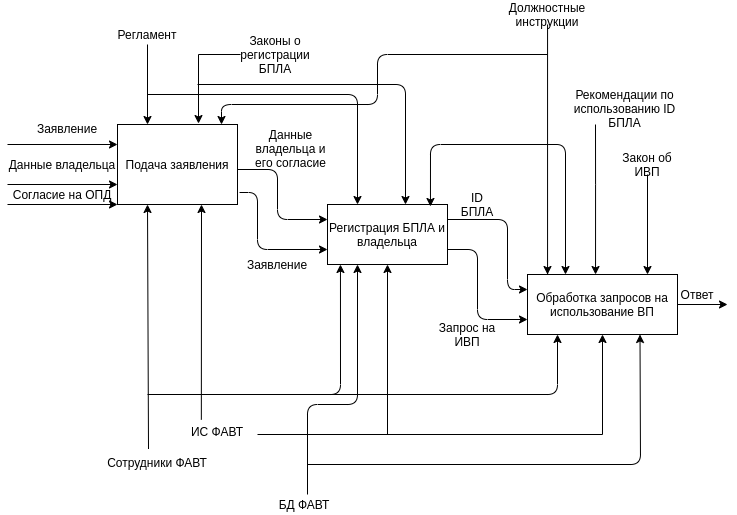 Должностные
инструкции
Регламент
Законы о
регистрации
БПЛА
Рекомендации по
использованию ID
БПЛА
Заявление
Данные
владельца и
его согласие
Данные владельца
Подача заявления
Закон об
ИВП
Согласие на ОПД
ID
БПЛА
Регистрация БПЛА и
владельца
Заявление
Обработка запросов на
использование ВП
Ответ
Запрос на
ИВП
ИС ФАВТ
Сотрудники ФАВТ
БД ФАВТ